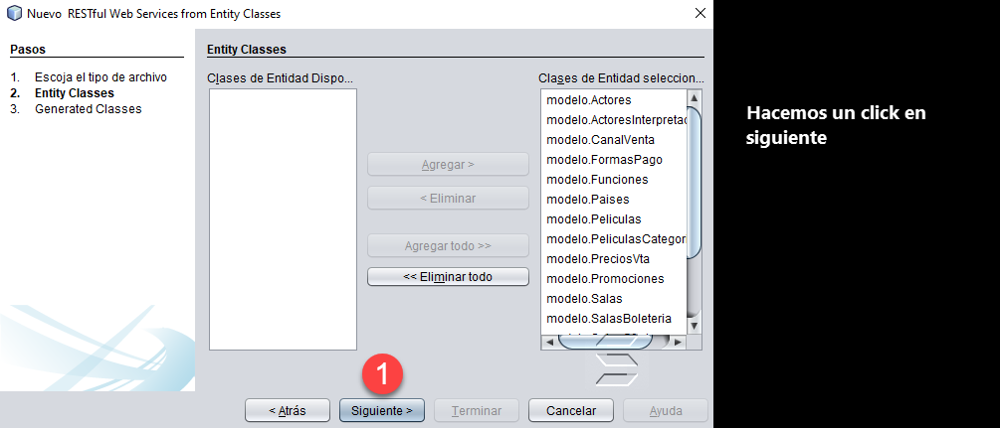 Nuevo RESTful Web Services from Entity Classes
Pasos
1. Escoja el tipo de archivo
2. Entity Classes
3. Generated Classes
Entity Classes
Clases de Entidad Dispo...
Agregar >
< Eliminar
Agregar todo >>
<< Eliminar todo
Clases de Entidad seleccion...
modelo.Actores
modelo.ActoresInterpretac
modelo.CanalVenta
modelo.FormasPago
modelo.Funciones
modelo.Paises
modelo.Peliculas
modelo.PeliculasCategor
modelo.PreciosVta
modelo.Promociones
modelo.Salas
modelo.SalasBoleteria
1
< Atrás
Siguiente >
Terminar
Cancelar
Ayuda
Hacemos un click en
siguiente